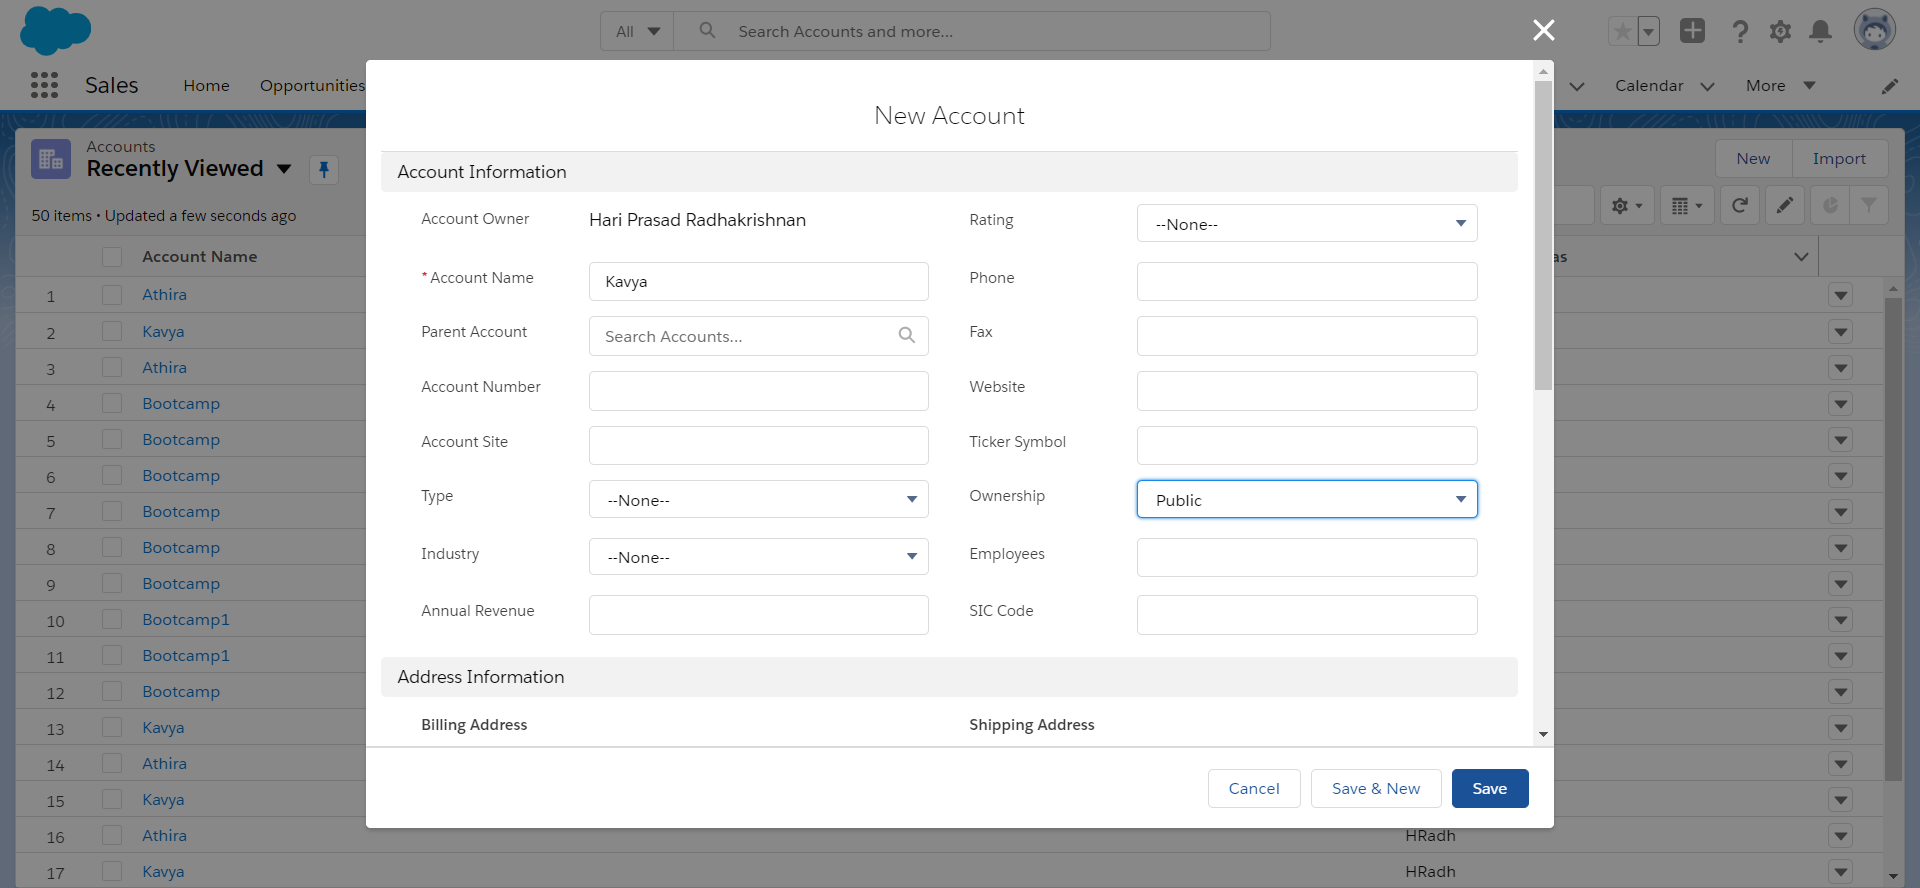 All
Search Accounts and more...
Sales
Home
Opportunities
Calendar
More
Accounts
Recently Viewed
50 items • Updated a few seconds ago
New
Import
Account Name
1 Athira
2 Kavya
3 Athira
4 Bootcamp
5 Bootcamp
6 Bootcamp
7 Bootcamp
8 Bootcamp
9 Bootcamp
10 Bootcamp1
11 Bootcamp1
12 Bootcamp
13 Kavya
14 Athira
15 Kavya
16 Athira HRadh
17 Kavya HRadh
New Account
Account Information
Account Owner Hari Prasad Radhakrishnan
Rating --None--
*Account Name Kavya
Phone
Parent Account Search Accounts...
Fax
Account Number
Website
Account Site
Ticker Symbol
Type --None--
Ownership Public
Industry --None--
Employees
Annual Revenue
SIC Code
Address Information
Billing Address
Shipping Address
Cancel
Save & New
Save